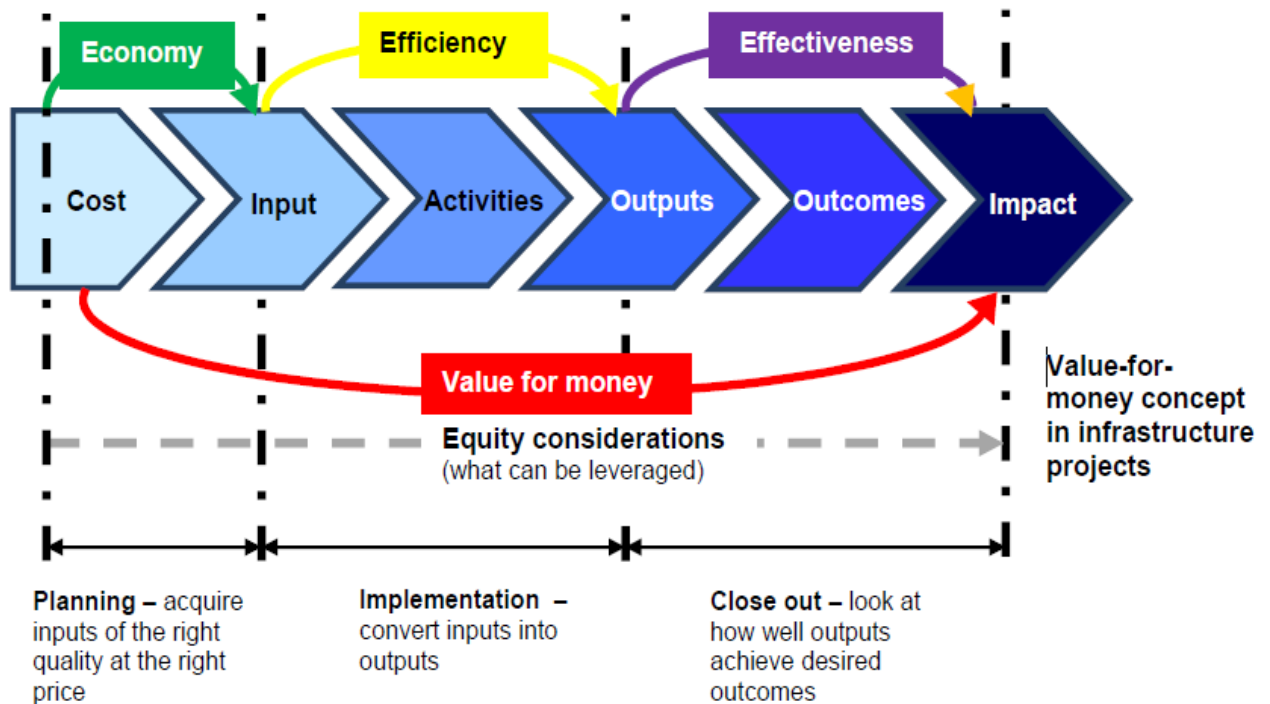 Economy
Efficiency
Effectiveness
Cost
Input
Activities
Outputs
Outcomes
Impact
Value for money
Equity considerations
(what can be leveraged)
Value-for-
money concept
in infrastructure
projects
Planning – acquire
inputs of the right
quality at the right
price
Implementation –
convert inputs into
outputs
Close out – look at
how well outputs
achieve desired
outcomes